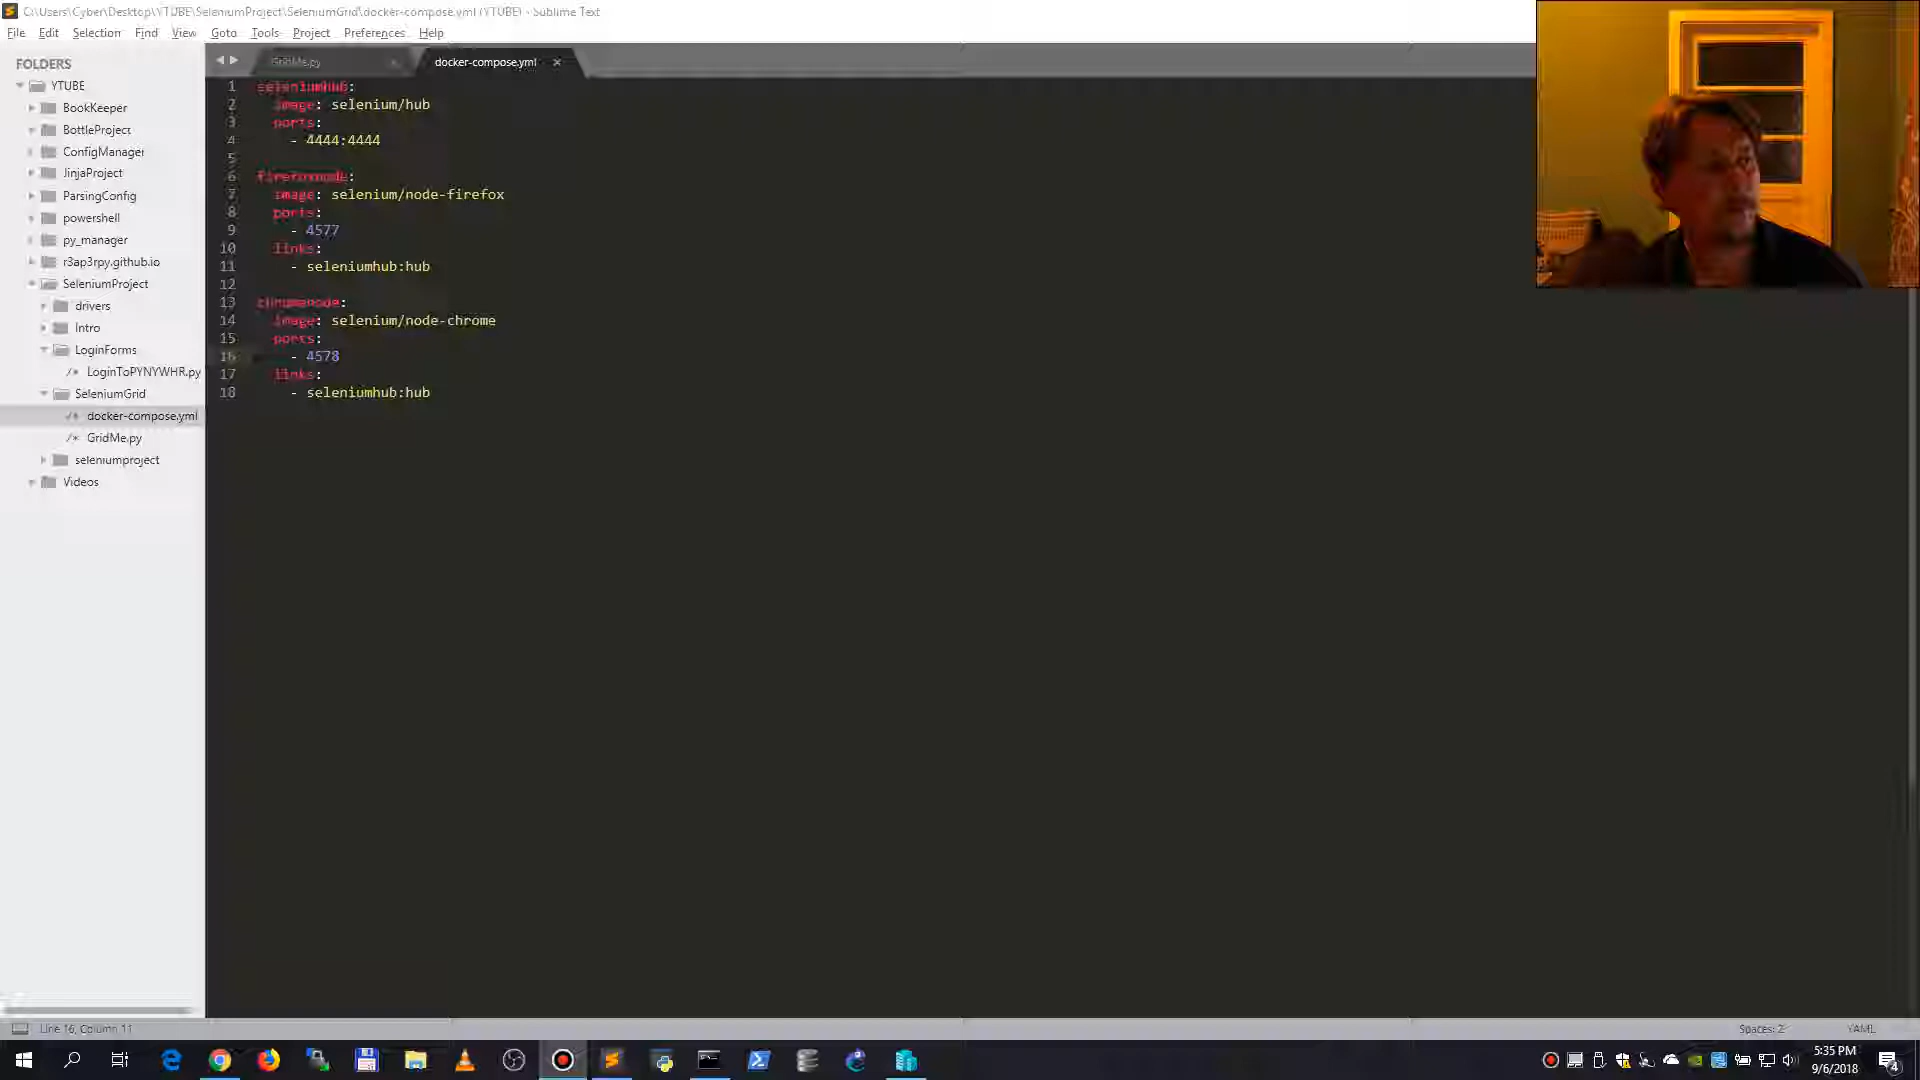 C:\Users\Cyber\Desktop\YTUBE\SeleniumProject\SeleniumGrid\docker-compose.yml (YTUBE) - Sublime Text
File Edit Selection Find View Goto Tools Project Preferences Help
FOLDERS
YTUBE
BookKeeper
BottleProject
ConfigManager
JinjaProject
ParsingConfig
powershell
py_manager
r3ap3rpy.github.io
SeleniumProject
drivers
Intro
LoginForms
LoginToPYNYWHR.py
SeleniumGrid
docker-compose.yml
GridMe.py
seleniumproject
Videos
GridMe.py docker-compose.yml
1 seleniumhub:
2 image: selenium/hub
3 ports:
4 - 4444:4444
5
6 firefoxnode:
7 image: selenium/node-firefox
8 ports:
9 - 4577
10 links:
11 - seleniumhub:hub
12
13 chromenode:
14 image: selenium/node-chrome
15 ports:
16 - 4578
17 links:
18 - seleniumhub:hub
Line 16, Column 11
Spaces: 2 YAML
5:35 PM
9/6/2018
4